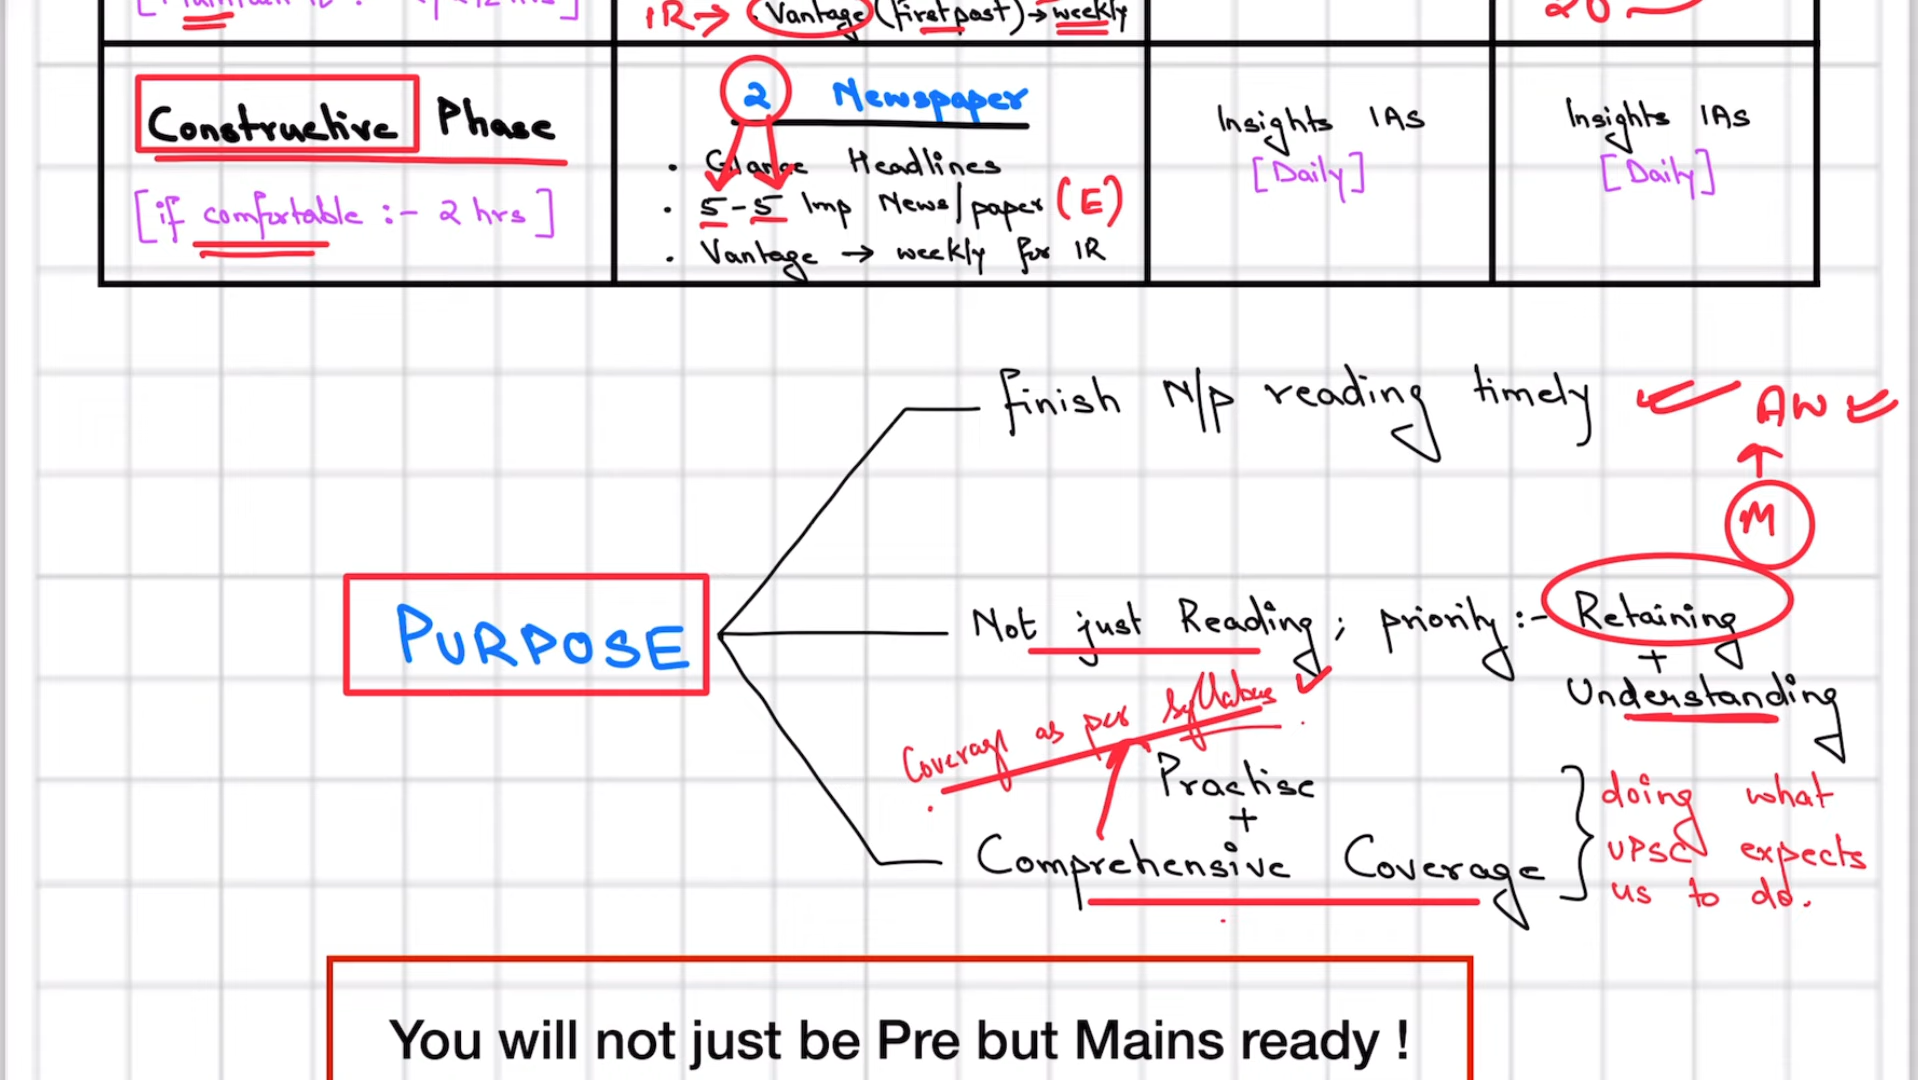 IR → Vantage (firstpost) → weekly
20
Constructive Phase
[if comfortable :- 2 hrs]
2 Newspaper
• Glance Headlines
• 5-5 Imp News/paper (E)
• Vantage → weekly for IR
Insights IAS
[Daily]
Insights IAS
[Daily]
finish N/p reading timely
AW
M
PURPOSE
Not just Reading ; priority :- Retaining
+
Understanding
Coverage as per syllabus
Practise
+
Comprehensive Coverage
doing what
UPSC expects
us to do.
You will not just be Pre but Mains ready !